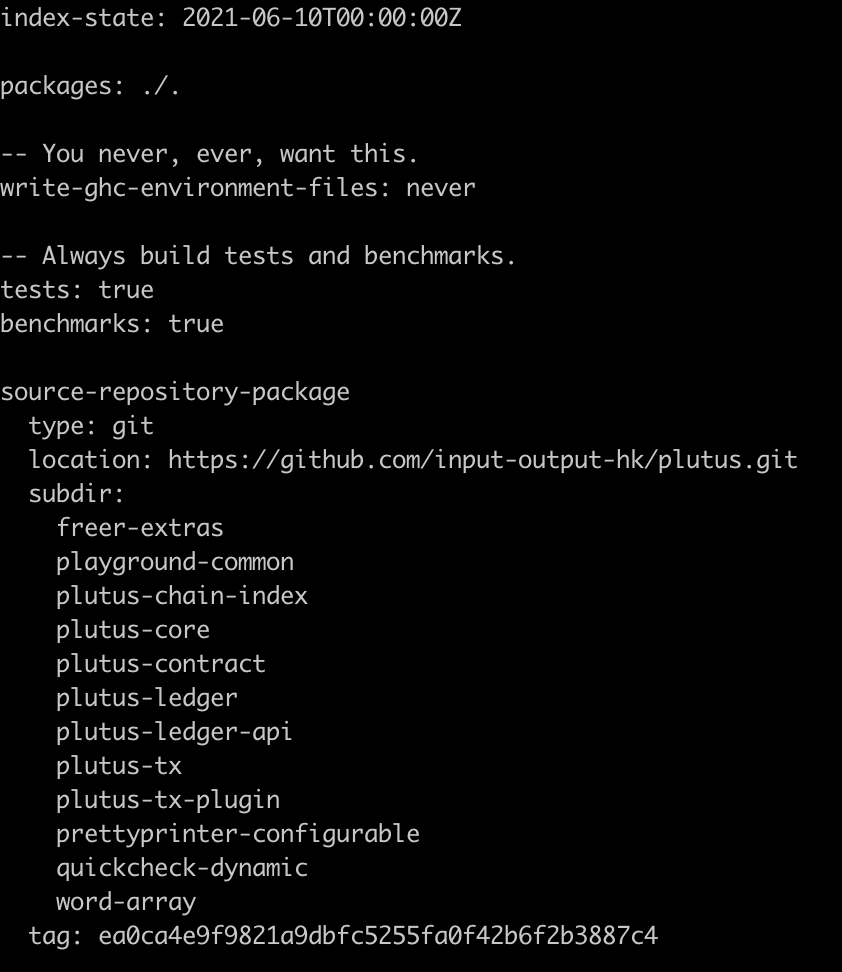 index-state: 2021-06-10T00:00:00Z
packages: ./.
-- You never, ever, want this.
write-ghc-environment-files: never
-- Always build tests and benchmarks.
tests: true
benchmarks: true
source-repository-package
  type: git
  location: https://github.com/input-output-hk/plutus.git
  subdir:
    freer-extras
    playground-common
    plutus-chain-index
    plutus-core
    plutus-contract
    plutus-ledger
    plutus-ledger-api
    plutus-tx
    plutus-tx-plugin
    prettyprinter-configurable
    quickcheck-dynamic
    word-array
  tag: ea0ca4e9f9821a9dbfc5255fa0f42b6f2b3887c4